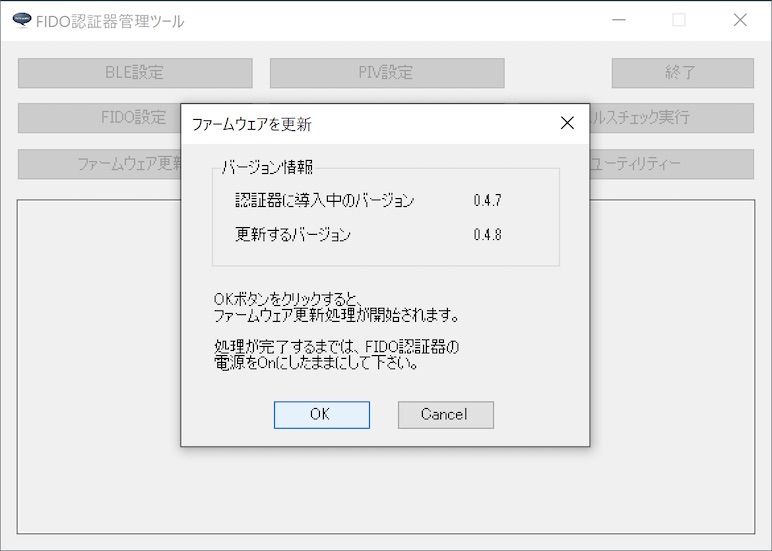 FIDO認証器管理ツール
BLE設定
PIV設定
終了
FIDO設定
ルスチェック実行
ファームウェア更新
ユーティリティー
ファームウェアを更新
バージョン情報
認証器に導入中のバージョン 0.4.7
更新するバージョン 0.4.8
OKボタンをクリックすると、
ファームウェア更新処理が開始されます。
処理が完了するまでは、FIDO認証器の
電源をOnにしたままにして下さい。
OK
Cancel